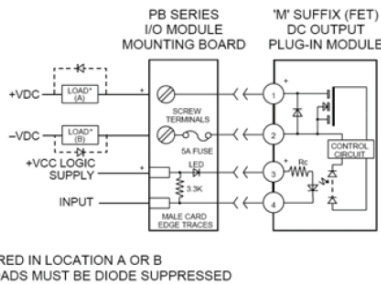 PB SERIES
I/O MODULE
MOUNTING BOARD
'M' SUFFIX (FET)
DC OUTPUT
PLUG-IN MODULE
+VDC
LOAD*
(A)
+
1
+
SCREW
TERMINALS
–VDC
LOAD*
(B)
5A FUSE
2
CONTROL
CIRCUIT
+VCC LOGIC
SUPPLY
+
LED
3
+
Rc
3.3K
INPUT
4
MALE CARD
EDGE TRACES
RED IN LOCATION A OR B
ADS MUST BE DIODE SUPPRESSED